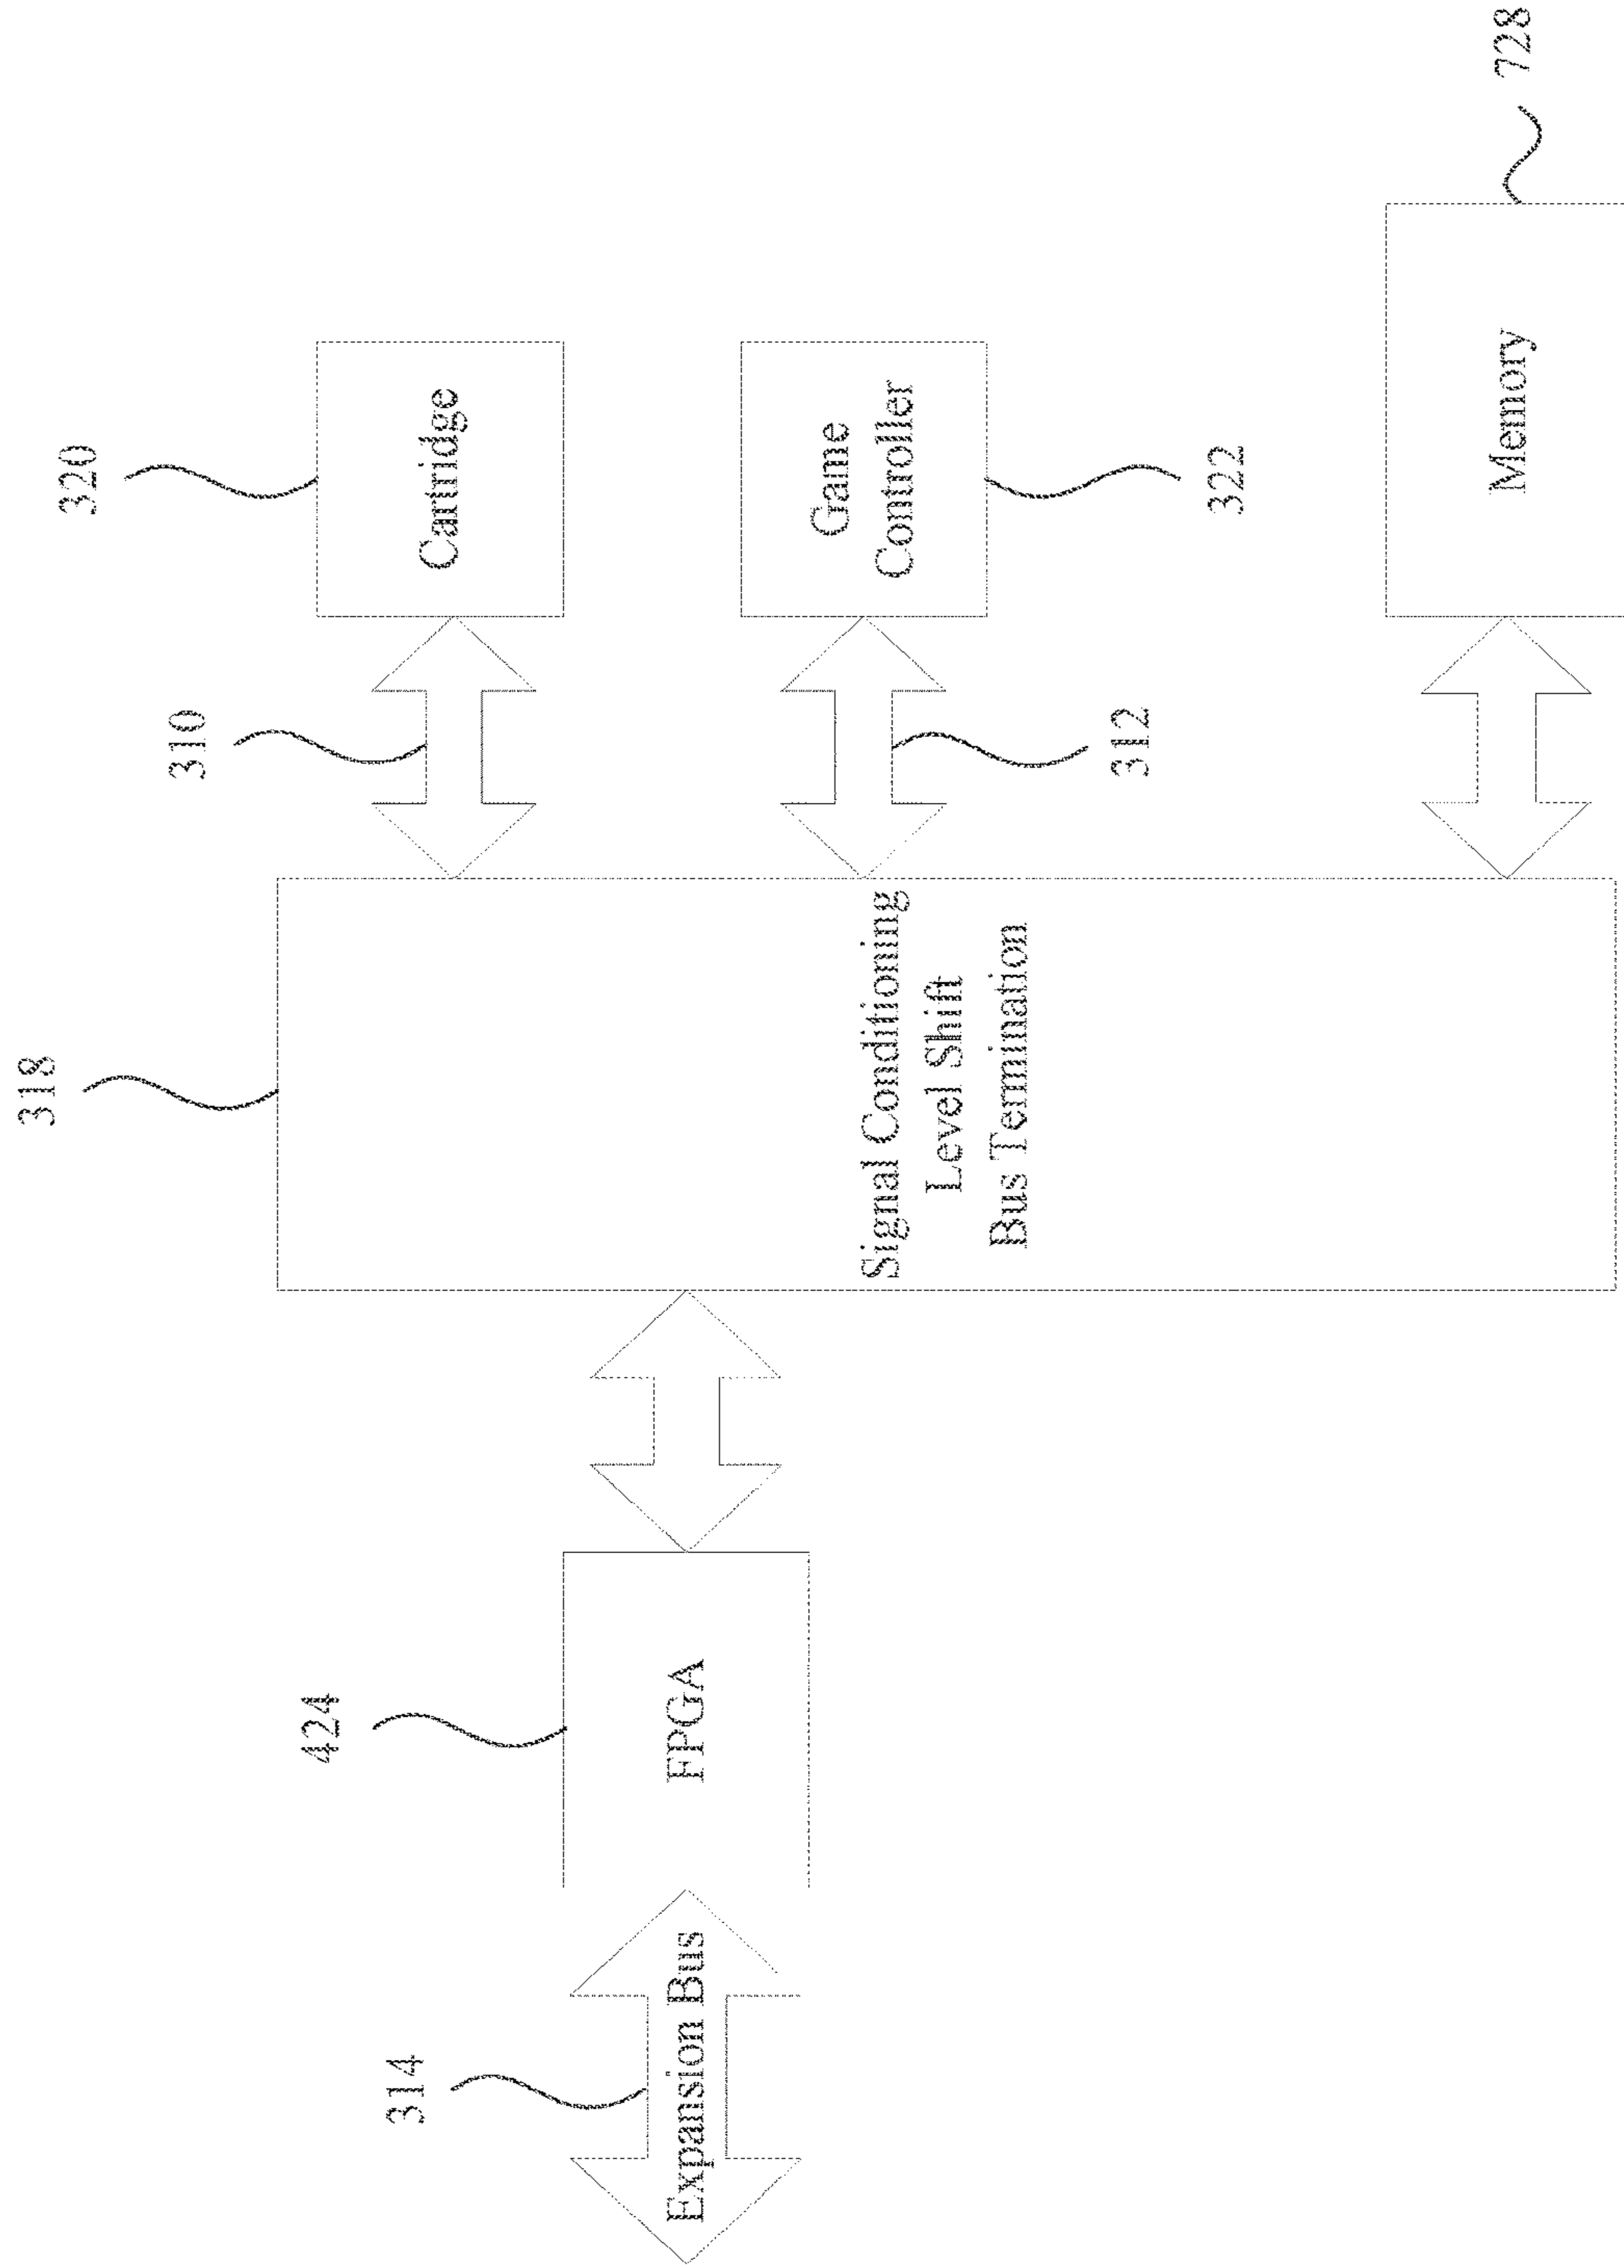 318
320
310
Cartridge
424
314
Expansion Bus
FPGA
Signal Conditioning
Level Shift
Bus Termination
Game
Controller
312
322
Memory
728